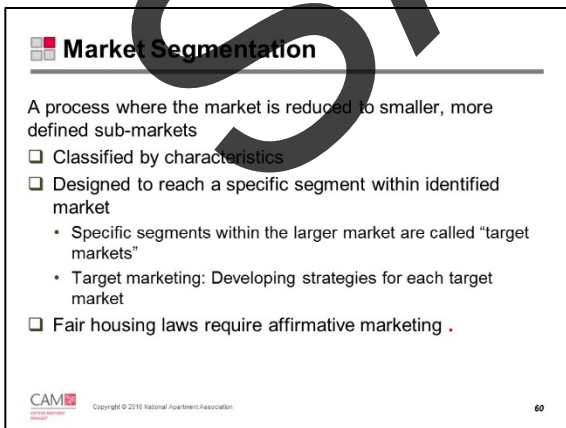 Market Segmentation
A process where the market is reduced to smaller, more
defined sub-markets
Classified by characteristics
Designed to reach a specific segment within identified
market
• Specific segments within the larger market are called “target
markets”
• Target marketing: Developing strategies for each target
market
Fair housing laws require affirmative marketing .
CAM
Copyright © 2016 National Apartment Association
60